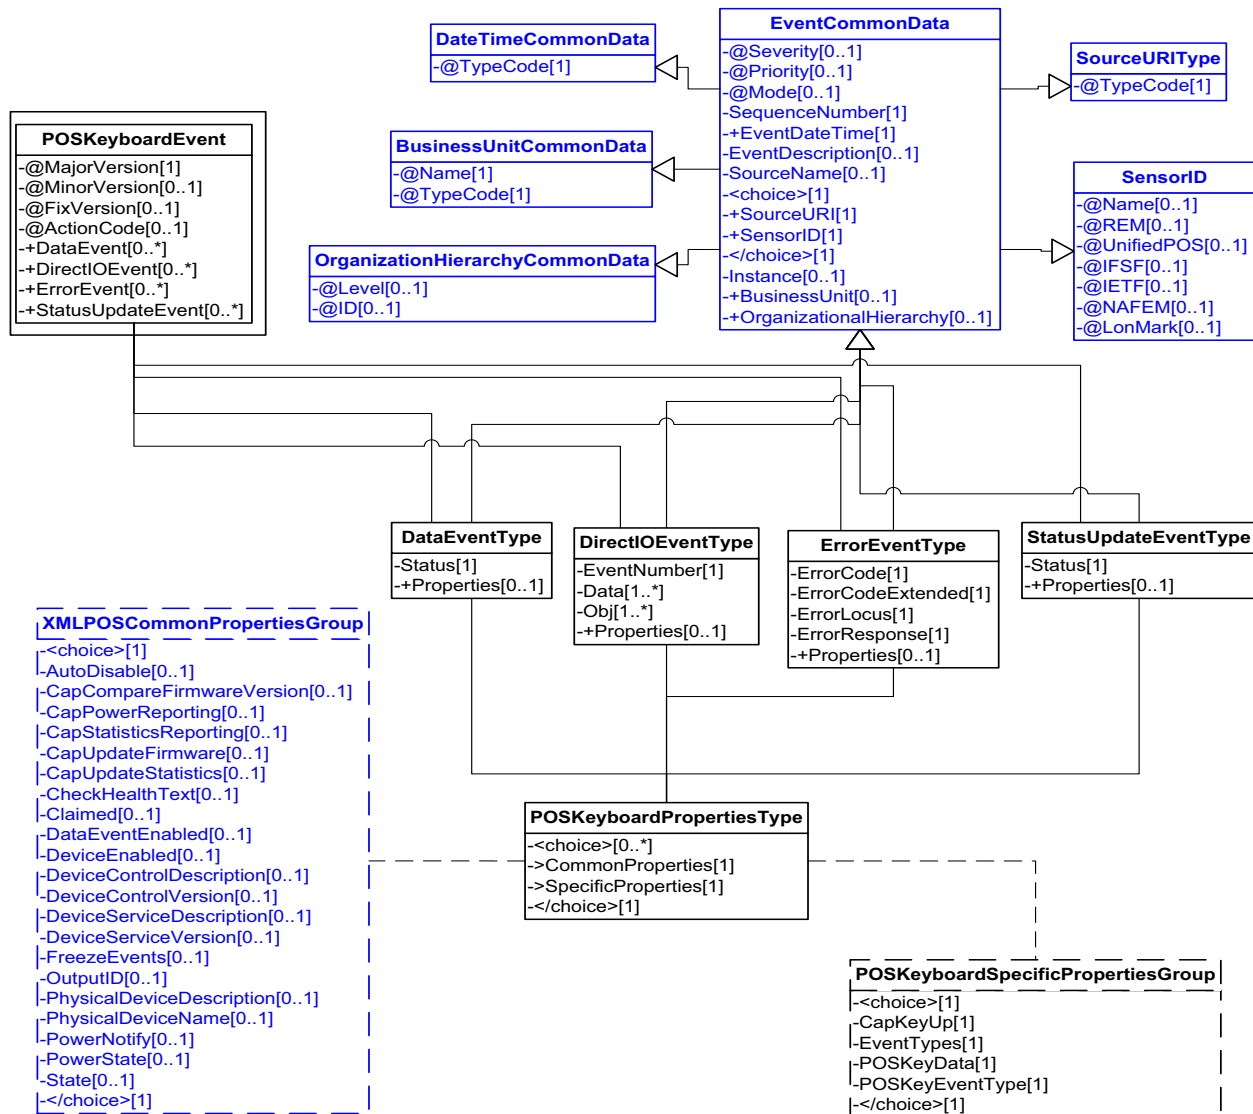 DateTimeCommonData
-@TypeCode[1]
EventCommonData
-@Severity[0..1]
-@Priority[0..1]
-@Mode[0..1]
-SequenceNumber[1]
-+EventDateTime[1]
-EventDescription[0..1]
-SourceName[0..1]
-<choice>[1]
-+SourceURI[1]
-+SensorID[1]
-</choice>[1]
-Instance[0..1]
-+BusinessUnit[0..1]
-+OrganizationalHierarchy[0..1]
SourceURIType
-@TypeCode[1]
POSKeyboardEvent
-@MajorVersion[1]
-@MinorVersion[0..1]
-@FixVersion[0..1]
-@ActionCode[0..1]
-+DataEvent[0..*]
-+DirectIOEvent[0..*]
-+ErrorEvent[0..*]
-+StatusUpdateEvent[0..*]
BusinessUnitCommonData
-@Name[1]
-@TypeCode[1]
SensorID
-@Name[0..1]
-@REM[0..1]
-@UnifiedPOS[0..1]
-@IFSF[0..1]
-@IETF[0..1]
-@NAFEM[0..1]
-@LonMark[0..1]
OrganizationHierarchyCommonData
-@Level[0..1]
-@ID[0..1]
DataEventType
-Status[1]
-+Properties[0..1]
DirectIOEventType
-EventNumber[1]
-Data[1..*]
-Obj[1..*]
-+Properties[0..1]
ErrorEventType
-ErrorCode[1]
-ErrorCodeExtended[1]
-ErrorLocus[1]
-ErrorResponse[1]
-+Properties[0..1]
StatusUpdateEventType
-Status[1]
-+Properties[0..1]
XMLPOSCommonPropertiesGroup
-<choice>[1]
-AutoDisable[0..1]
-CapCompareFirmwareVersion[0..1]
-CapPowerReporting[0..1]
-CapStatisticsReporting[0..1]
-CapUpdateFirmware[0..1]
-CapUpdateStatistics[0..1]
-CheckHealthText[0..1]
-Claimed[0..1]
-DataEventEnabled[0..1]
-DeviceEnabled[0..1]
-DeviceControlDescription[0..1]
-DeviceControlVersion[0..1]
-DeviceServiceDescription[0..1]
-DeviceServiceVersion[0..1]
-FreezeEvents[0..1]
-OutputID[0..1]
-PhysicalDeviceDescription[0..1]
-PhysicalDeviceName[0..1]
-PowerNotify[0..1]
-PowerState[0..1]
-State[0..1]
-</choice>[1]
POSKeyboardPropertiesType
-<choice>[0..*]
->CommonProperties[1]
->SpecificProperties[1]
-</choice>[1]
POSKeyboardSpecificPropertiesGroup
-<choice>[1]
-CapKeyUp[1]
-EventTypes[1]
-POSKeyData[1]
-POSKeyEventType[1]
-</choice>[1]